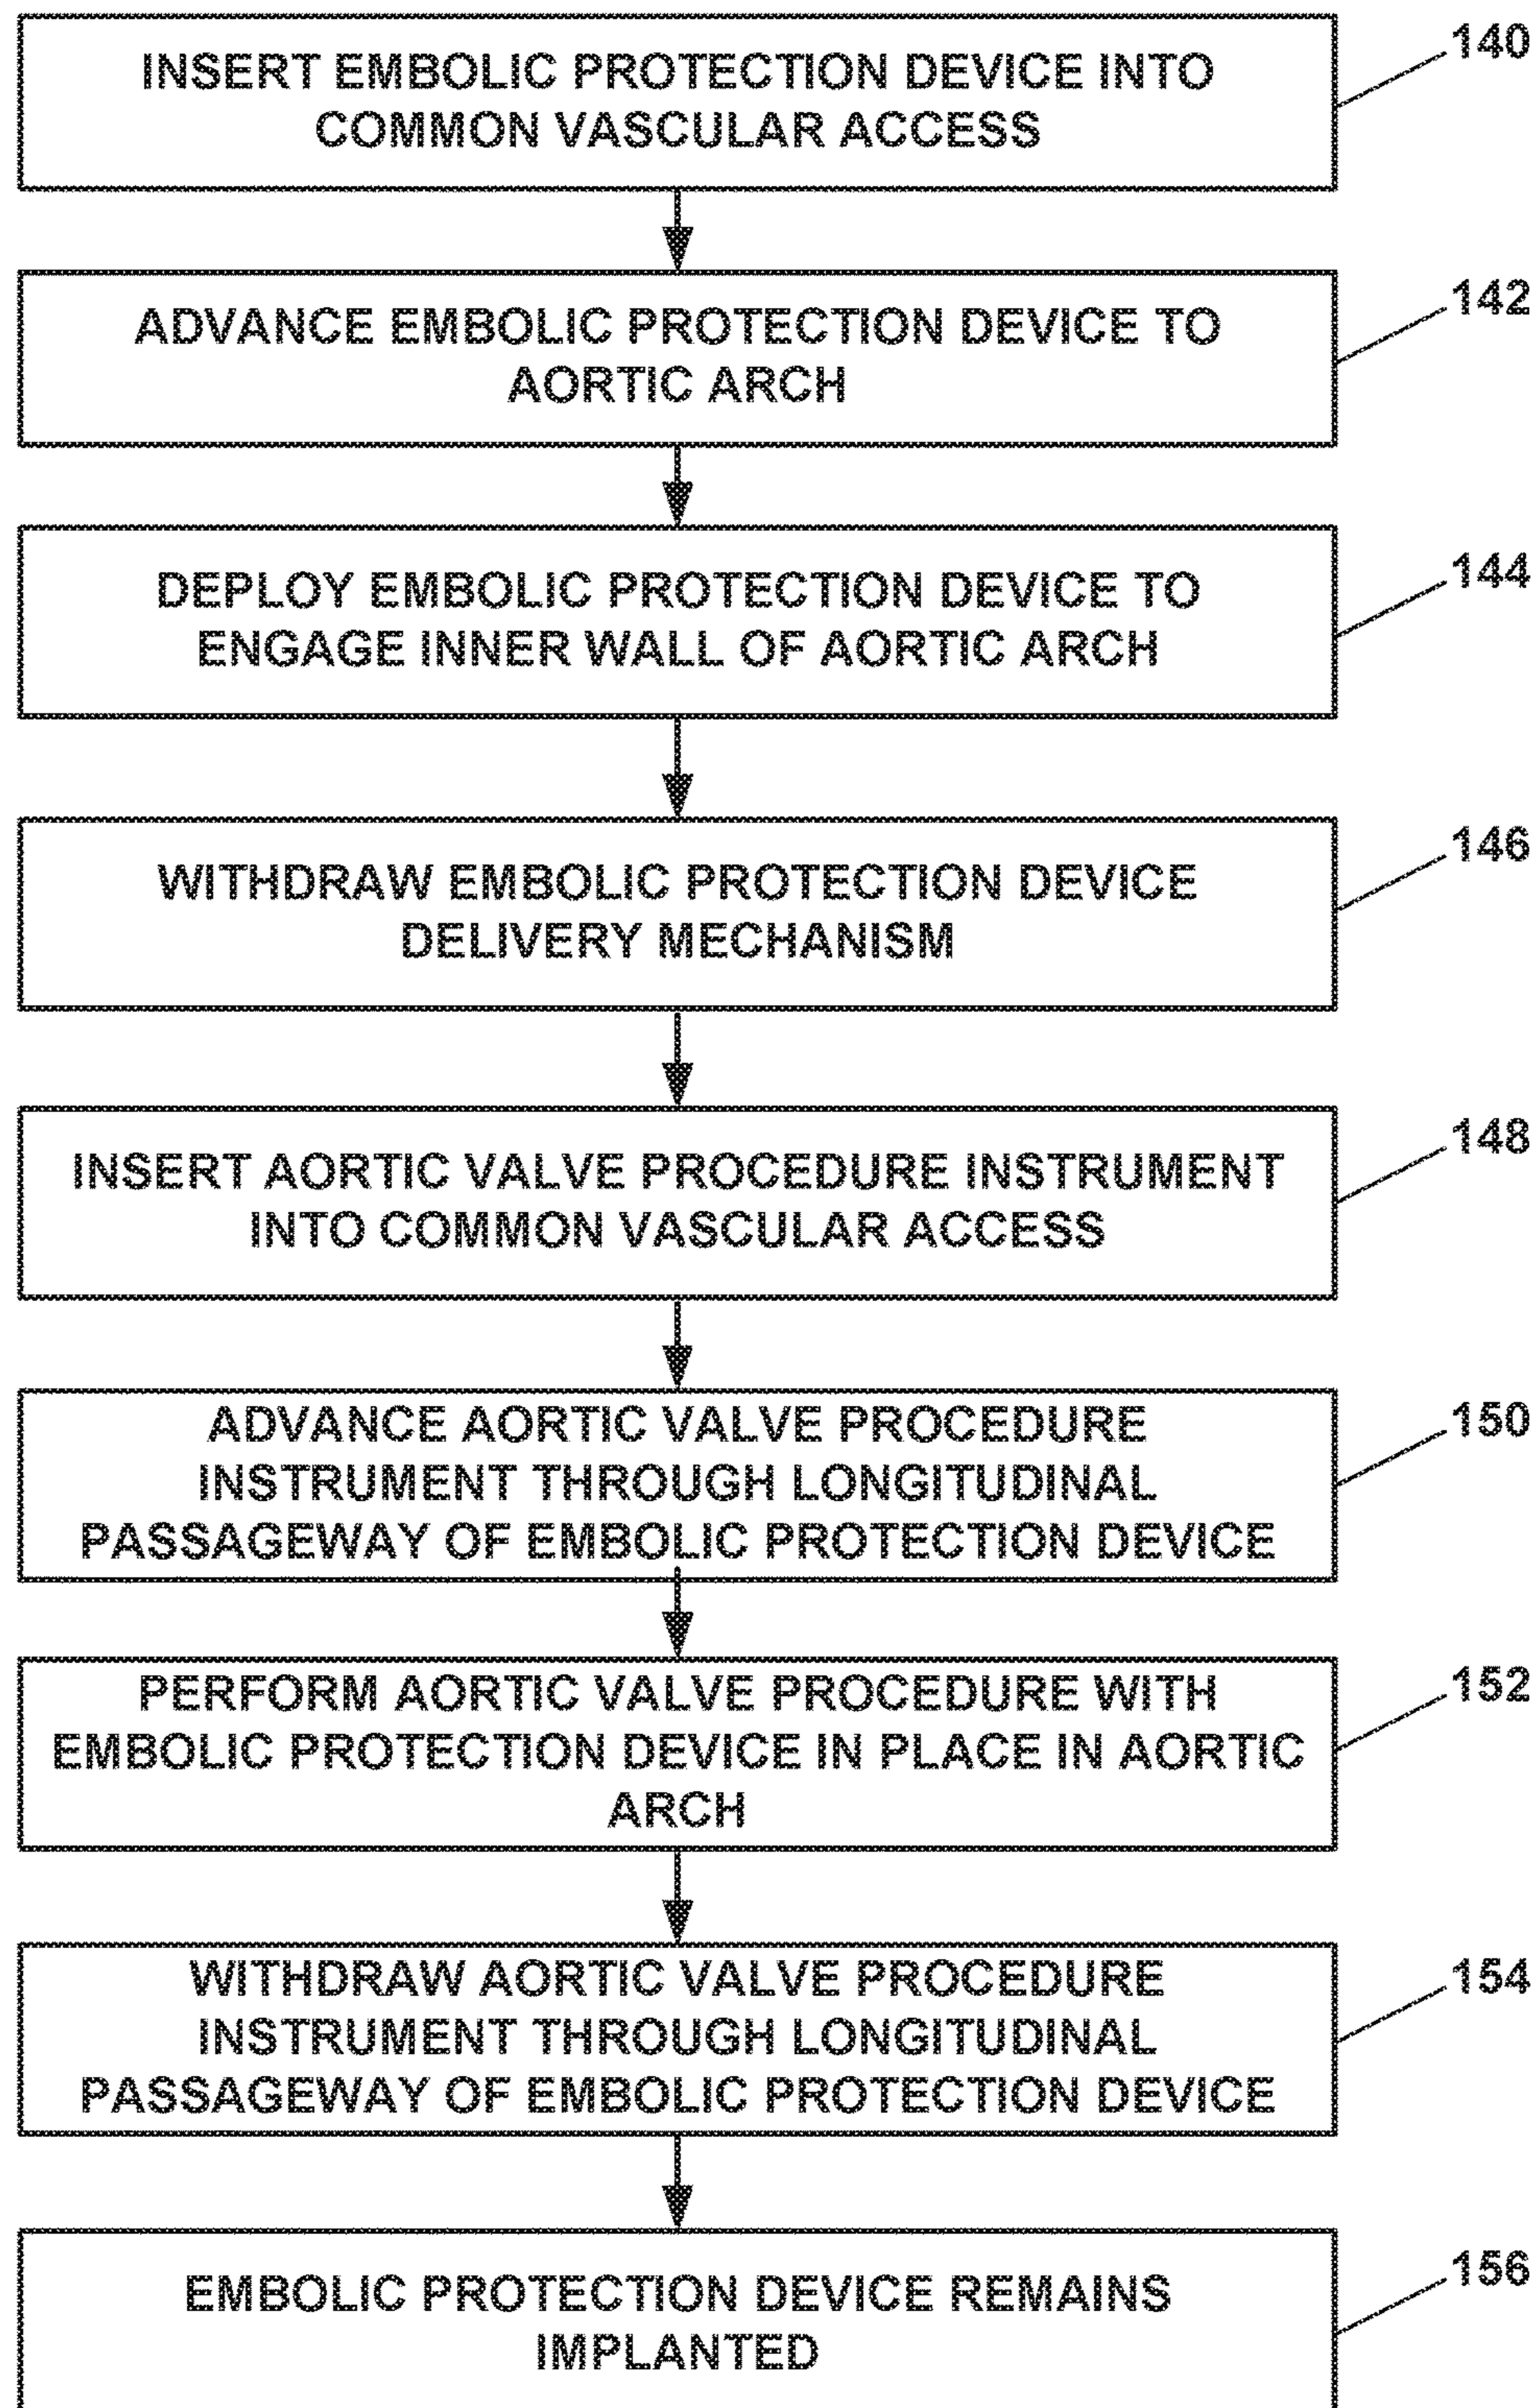 INSERT EMBOLIC PROTECTION DEVICE INTO
COMMON VASCULAR ACCESS
140
ADVANCE EMBOLIC PROTECTION DEVICE TO
AORTIC ARCH
142
DEPLOY EMBOLIC PROTECTION DEVICE TO
ENGAGE INNER WALL OF AORTIC ARCH
144
WITHDRAW EMBOLIC PROTECTION DEVICE
DELIVERY MECHANISM
146
INSERT AORTIC VALVE PROCEDURE INSTRUMENT
INTO COMMON VASCULAR ACCESS
148
ADVANCE AORTIC VALVE PROCEDURE
INSTRUMENT THROUGH LONGITUDINAL
PASSAGEWAY OF EMBOLIC PROTECTION DEVICE
150
PERFORM AORTIC VALVE PROCEDURE WITH
EMBOLIC PROTECTION DEVICE IN PLACE IN AORTIC
ARCH
152
WITHDRAW AORTIC VALVE PROCEDURE
INSTRUMENT THROUGH LONGITUDINAL
PASSAGEWAY OF EMBOLIC PROTECTION DEVICE
154
EMBOLIC PROTECTION DEVICE REMAINS
IMPLANTED
156